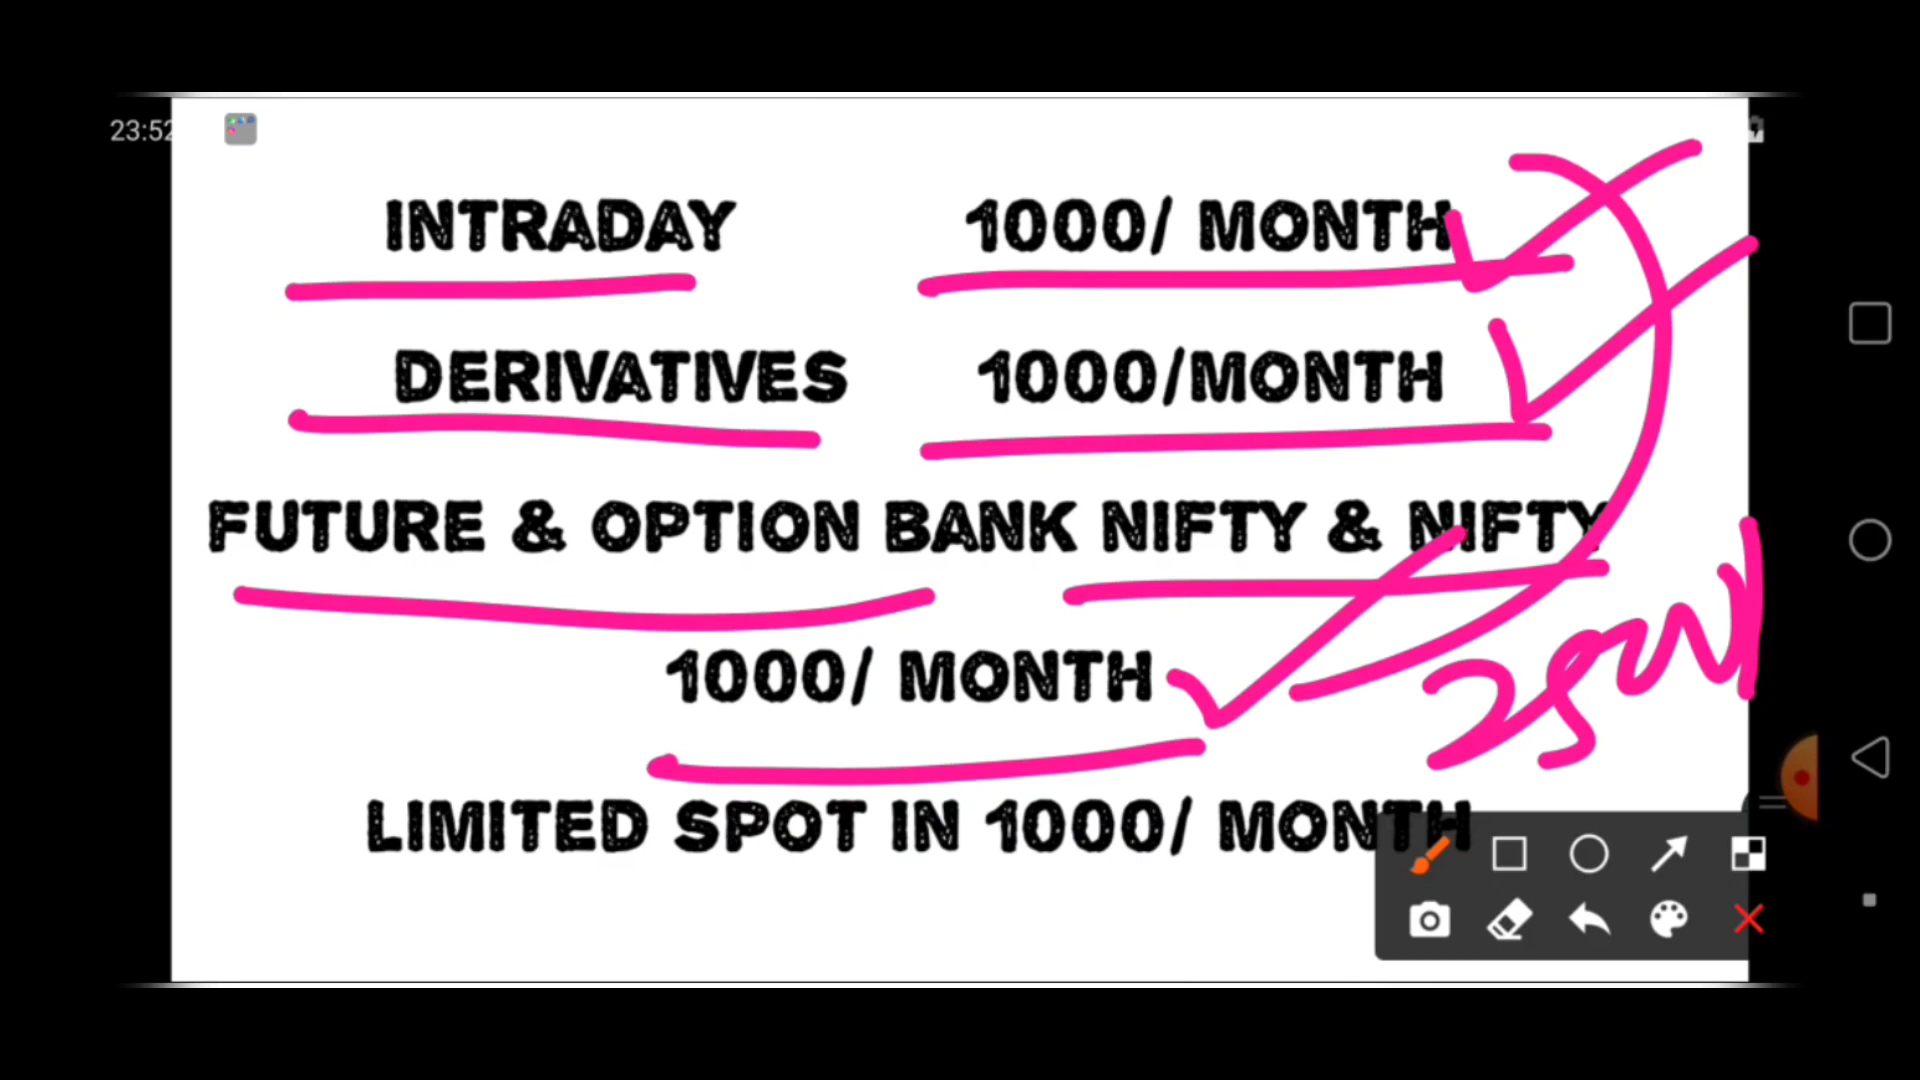 23:52
INTRADAY 1000/ MONTH
DERIVATIVES 1000/MONTH
FUTURE & OPTION BANK NIFTY & NIFTY
1000/ MONTH
LIMITED SPOT IN 1000/ MONTH